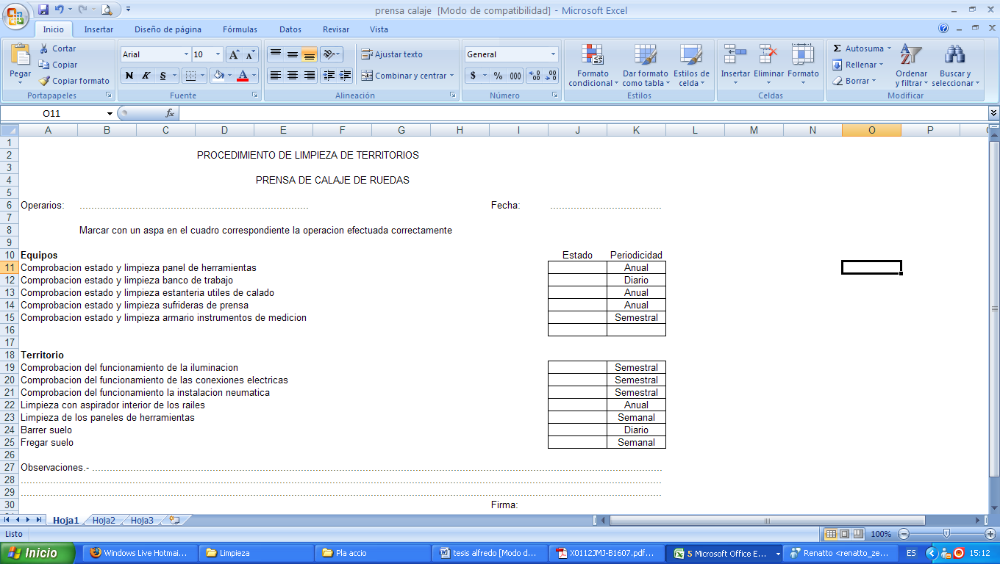 prensa calaje  [Modo de compatibilidad] - Microsoft Excel
Inicio Insertar Diseño de página Fórmulas Datos Revisar Vista
Pegar Cortar Copiar Copiar formato
Arial 10
N K S
Ajustar texto
Combinar y centrar
General
$ % 000
Formato condicional Dar formato como tabla Estilos de celda
Insertar Eliminar Formato
Σ Autosuma Rellenar Borrar
Ordenar y filtrar Buscar y seleccionar
Portapapeles Fuente Alineación Número Estilos Celdas Modificar
O11 fx
A B C D E F G H I J K L M N O P
1
2 PROCEDIMIENTO DE LIMPIEZA DE TERRITORIOS
3
4 PRENSA DE CALAJE DE RUEDAS
5
6 Operarios: Fecha:
7
8 Marcar con un aspa en el cuadro correspondiente la operacion efectuada correctamente
9
10 Equipos Estado Periodicidad
11 Comprobacion estado y limpieza panel de herramientas Anual
12 Comprobacion estado y limpieza banco de trabajo Diario
13 Comprobacion estado y limpieza estanteria utiles de calado Anual
14 Comprobacion estado y limpieza sufrideras de prensa Anual
15 Comprobacion estado y limpieza armario instrumentos de medicion Semestral
16
17
18 Territorio
19 Comprobacion del funcionamiento de la iluminacion Semestral
20 Comprobacion del funcionamiento de las conexiones electricas Semestral
21 Comprobacion del funcionamiento la instalacion neumatica Semestral
22 Limpieza con aspirador interior de los railes Anual
23 Limpieza de los paneles de herramientas Semanal
24 Barrer suelo Diario
25 Fregar suelo Semanal
26
27 Observaciones.-
28
29
30 Firma:
Hoja1 Hoja2 Hoja3
Listo 100%
Inicio Windows Live Hotmai... Limpieza Pla accio tesis alfredo [Modo d... X0112JMJ-B1607.pdf... 5 Microsoft Office E... Renatto <renatto_ze... ES 15:12